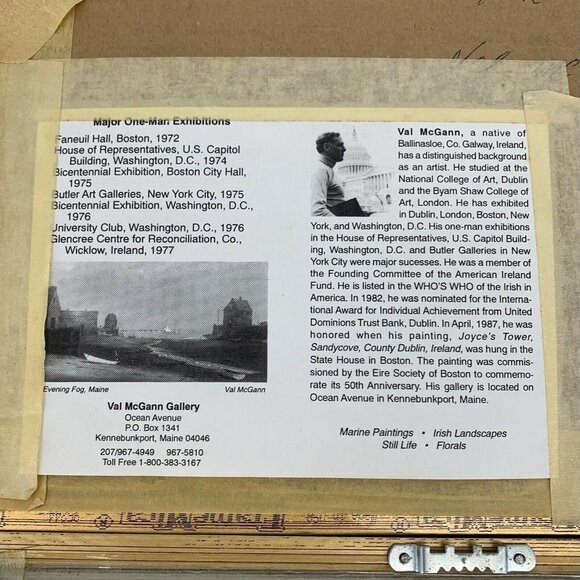 Major One-Man Exhibitions
Faneuil Hall, Boston, 1972
House of Representatives, U.S. Capitol
Building, Washington, D.C., 1974
Bicentennial Exhibition, Boston City Hall,
1975
Butler Art Galleries, New York City, 1975
Bicentennial Exhibition, Washington, D.C.,
1976
University Club, Washington, D.C., 1976
Glencree Centre for Reconciliation, Co.,
Wicklow, Ireland, 1977
Evening Fog, Maine Val McGann
Val McGann Gallery
Ocean Avenue
P.O. Box 1341
Kennebunkport, Maine 04046
207/967-4949 967-5810
Toll Free 1-800-383-3167
Val McGann, a native of
Ballinasloe, Co. Galway, Ireland,
has a distinguished background
as an artist. He studied at the
National College of Art, Dublin
and the Byam Shaw College of
Art, London. He has exhibited
in Dublin, London, Boston, New
York, and Washington, D.C. His one-man exhibitions
in the House of Representatives, U.S. Capitol Build-
ing, Washington, D.C. and Butler Galleries in New
York City were major sucesses. He was a member of
the Founding Committee of the American Ireland
Fund. He is listed in the WHO'S WHO of the Irish in
America. In 1982, he was nominated for the Interna-
tional Award for Individual Achievement from United
Dominions Trust Bank, Dublin. In April, 1987, he was
honored when his painting, Joyce's Tower,
Sandycove, County Dublin, Ireland, was hung in the
State House in Boston. The painting was commis-
sioned by the Eire Society of Boston to commemo-
rate its 50th Anniversary. His gallery is located on
Ocean Avenue in Kennebunkport, Maine.
Marine Paintings • Irish Landscapes
Still Life • Florals